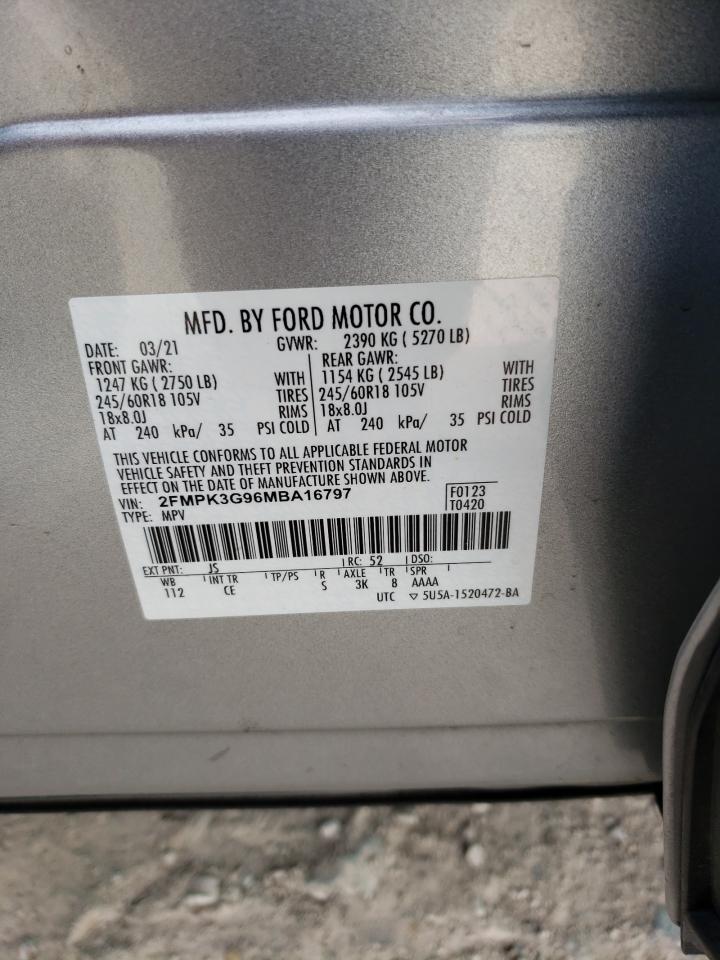 MFD. BY FORD MOTOR CO.
DATE: 03/21 GVWR: 2390 KG ( 5270 LB)
FRONT GAWR: REAR GAWR:
1247 KG ( 2750 LB) WITH 1154 KG ( 2545 LB) WITH
245/60R18 105V TIRES 245/60R18 105V TIRES
18x8.0J RIMS 18x8.0J RIMS
AT 240 kPa/ 35 PSI COLD AT 240 kPa/ 35 PSI COLD
THIS VEHICLE CONFORMS TO ALL APPLICABLE FEDERAL MOTOR
VEHICLE SAFETY AND THEFT PREVENTION STANDARDS IN
EFFECT ON THE DATE OF MANUFACTURE SHOWN ABOVE.
VIN: 2FMPK3G96MBA16797 F0123
TYPE: MPV T0420
EXT PNT: JS RC: 52 DSO:
WB INT TR TP/PS R AXLE TR SPR
112 CE S 3K 8 AAAA
UTC ▽ 5U5A-1520472-BA